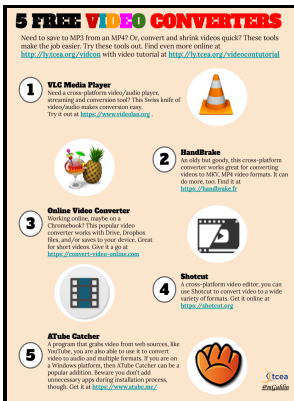 5 FREE VIDEO CONVERTERS
Need to save to MP3 from an MP4? Or, convert and shrink videos quick? These tools
make the job easier. Try these tools out. Find even more online at
http://ly.tcea.org/vidcon with video tutorial at http://ly.tcea.org/videocontutorial
1
VLC Media Player
Need a cross-platform video/audio player,
streaming and conversion tool? This Swiss knife of
video/audio makes conversion easy.
Try it out at https://www.videolan.org .
2
HandBrake
An oldy but goody, this cross-platform
converter works great for converting
videos to MKV, MP4 video formats. It can
do more, too. Find it at
https://handbrake.fr
3
Online Video Converter
Working online, maybe on a
Chromebook? This popular video
converter works with Drive, Dropbox
files, and/or saves to your device. Great
for short videos. Give it a go at
https://convert-video-online.com
4
Shotcut
A cross-platform video editor, you can
use Shotcut to convert video to a wide
variety of formats. Get it online at
https://shotcut.org
5
ATube Catcher
A program that grabs video from web sources, like
YouTube, you are also able to use it to convert
video to audio and multiple formats. If you are on
a Windows platform, then ATube Catcher can be a
popular addition. Beware you don't add
unnecessary apps during installation process,
though. Get it at https://www.atube.me/
tcea
@mGuhlin